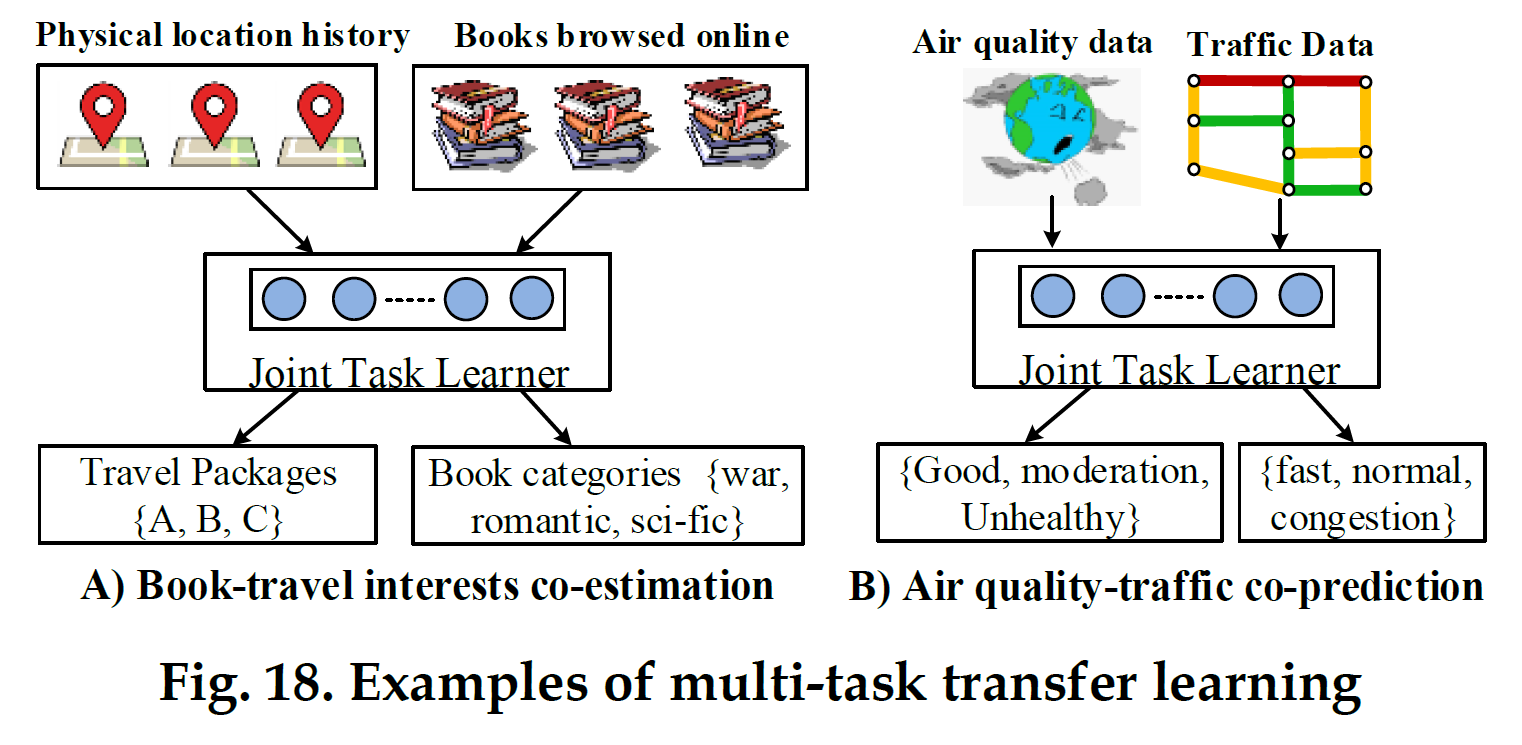 Physical location history
Books browsed online
Joint Task Learner
Travel Packages
{A, B, C}
Book categories {war,
romantic, sci-fic}
A) Book-travel interests co-estimation
Air quality data
Traffic Data
Joint Task Learner
{Good, moderation,
Unhealthy}
{fast, normal,
congestion}
B) Air quality-traffic co-prediction
Fig. 18. Examples of multi-task transfer learning